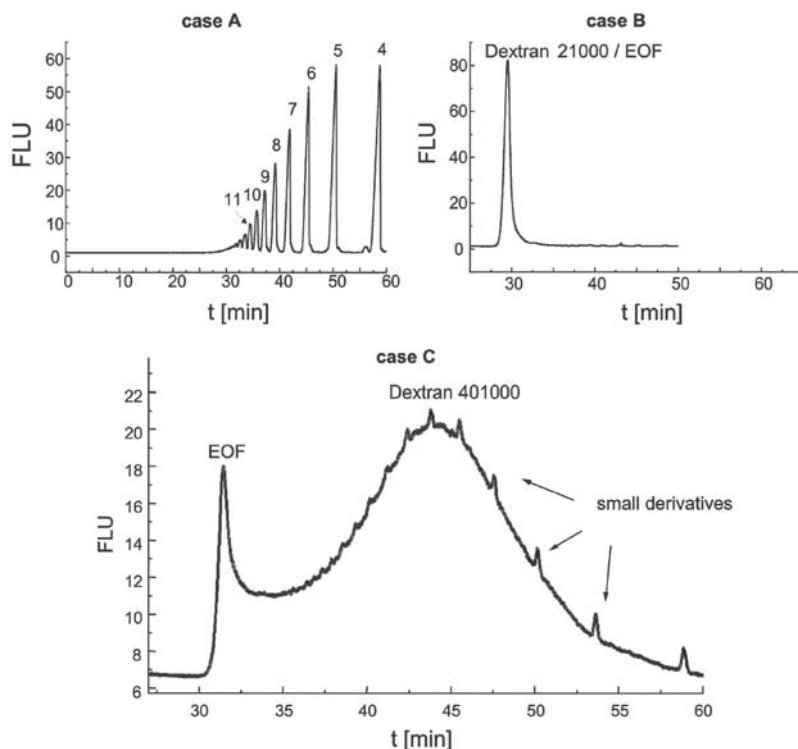 case A
FLU
60
50
40
30
20
10
0
11
10
9
8
7
6
5
4
0 10 20 30 40 50 60
t [min]
case B
Dextran 21000 / EOF
FLU
80
60
40
20
0
30 40 50 60
t [min]
case C
FLU
22
20
18
16
14
12
10
8
6
EOF
Dextran 401000
small derivatives
30 35 40 45 50 55 60
t [min]